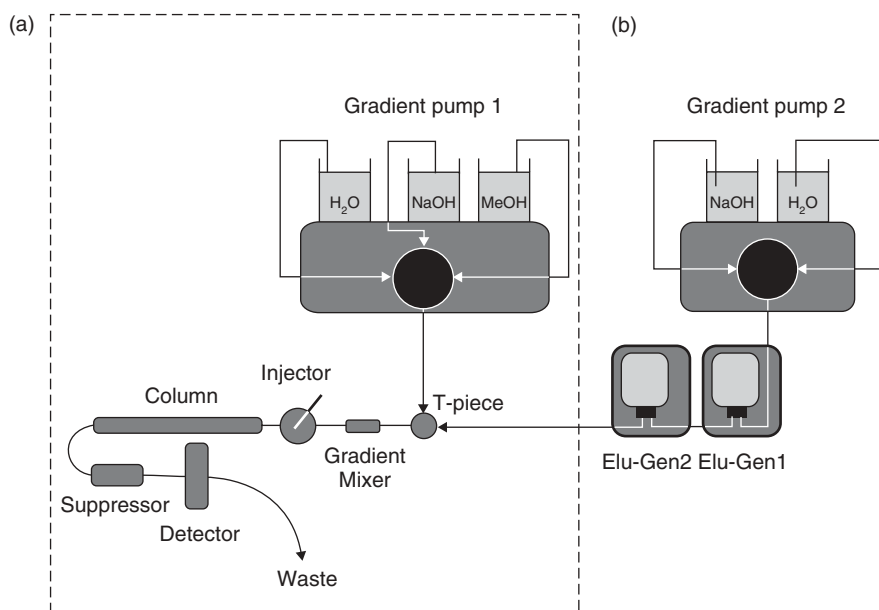 (a)
(b)
Gradient pump 1
Gradient pump 2
H₂O
NaOH
MeOH
NaOH
H₂O
Injector
Column
T-piece
Gradient
Mixer
Elu-Gen2
Elu-Gen1
Suppressor
Detector
Waste